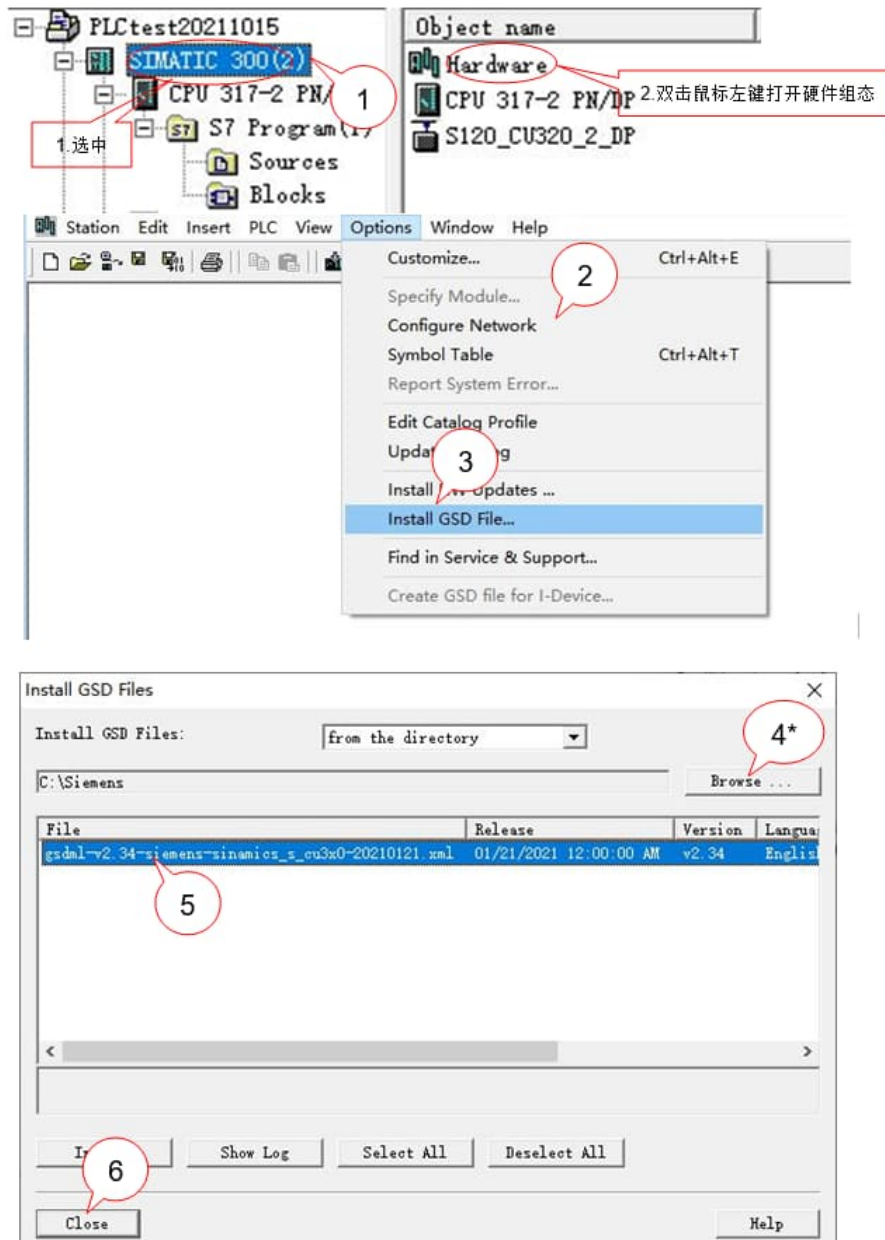 PLCtest20211015
SIMATIC 300(2)
CPU 317-2 PN/
1
S7 Program(1)
1.选中
Sources
Blocks
Object name
Hardware
2.双击鼠标左键打开硬件组态
CPU 317-2 PN/DP
S120_CU320_2_DP
Station Edit Insert PLC View Options Window Help
Customize... Ctrl+Alt+E
2
Specify Module...
Configure Network
Symbol Table Ctrl+Alt+T
Report System Error...
Edit Catalog Profile
3
Install Updates ...
Install GSD File...
Find in Service & Support...
Create GSD file for I-Device...
Install GSD Files
Install GSD Files: from the directory
4*
C:\Siemens Browse ...
File Release Version
gsdml-v2.34-siemens-sinamics_s_cu3x0-20210121.xml 01/21/2021 12:00:00 AM v2.34
5
Show Log Select All Deselect All
6
Close Help